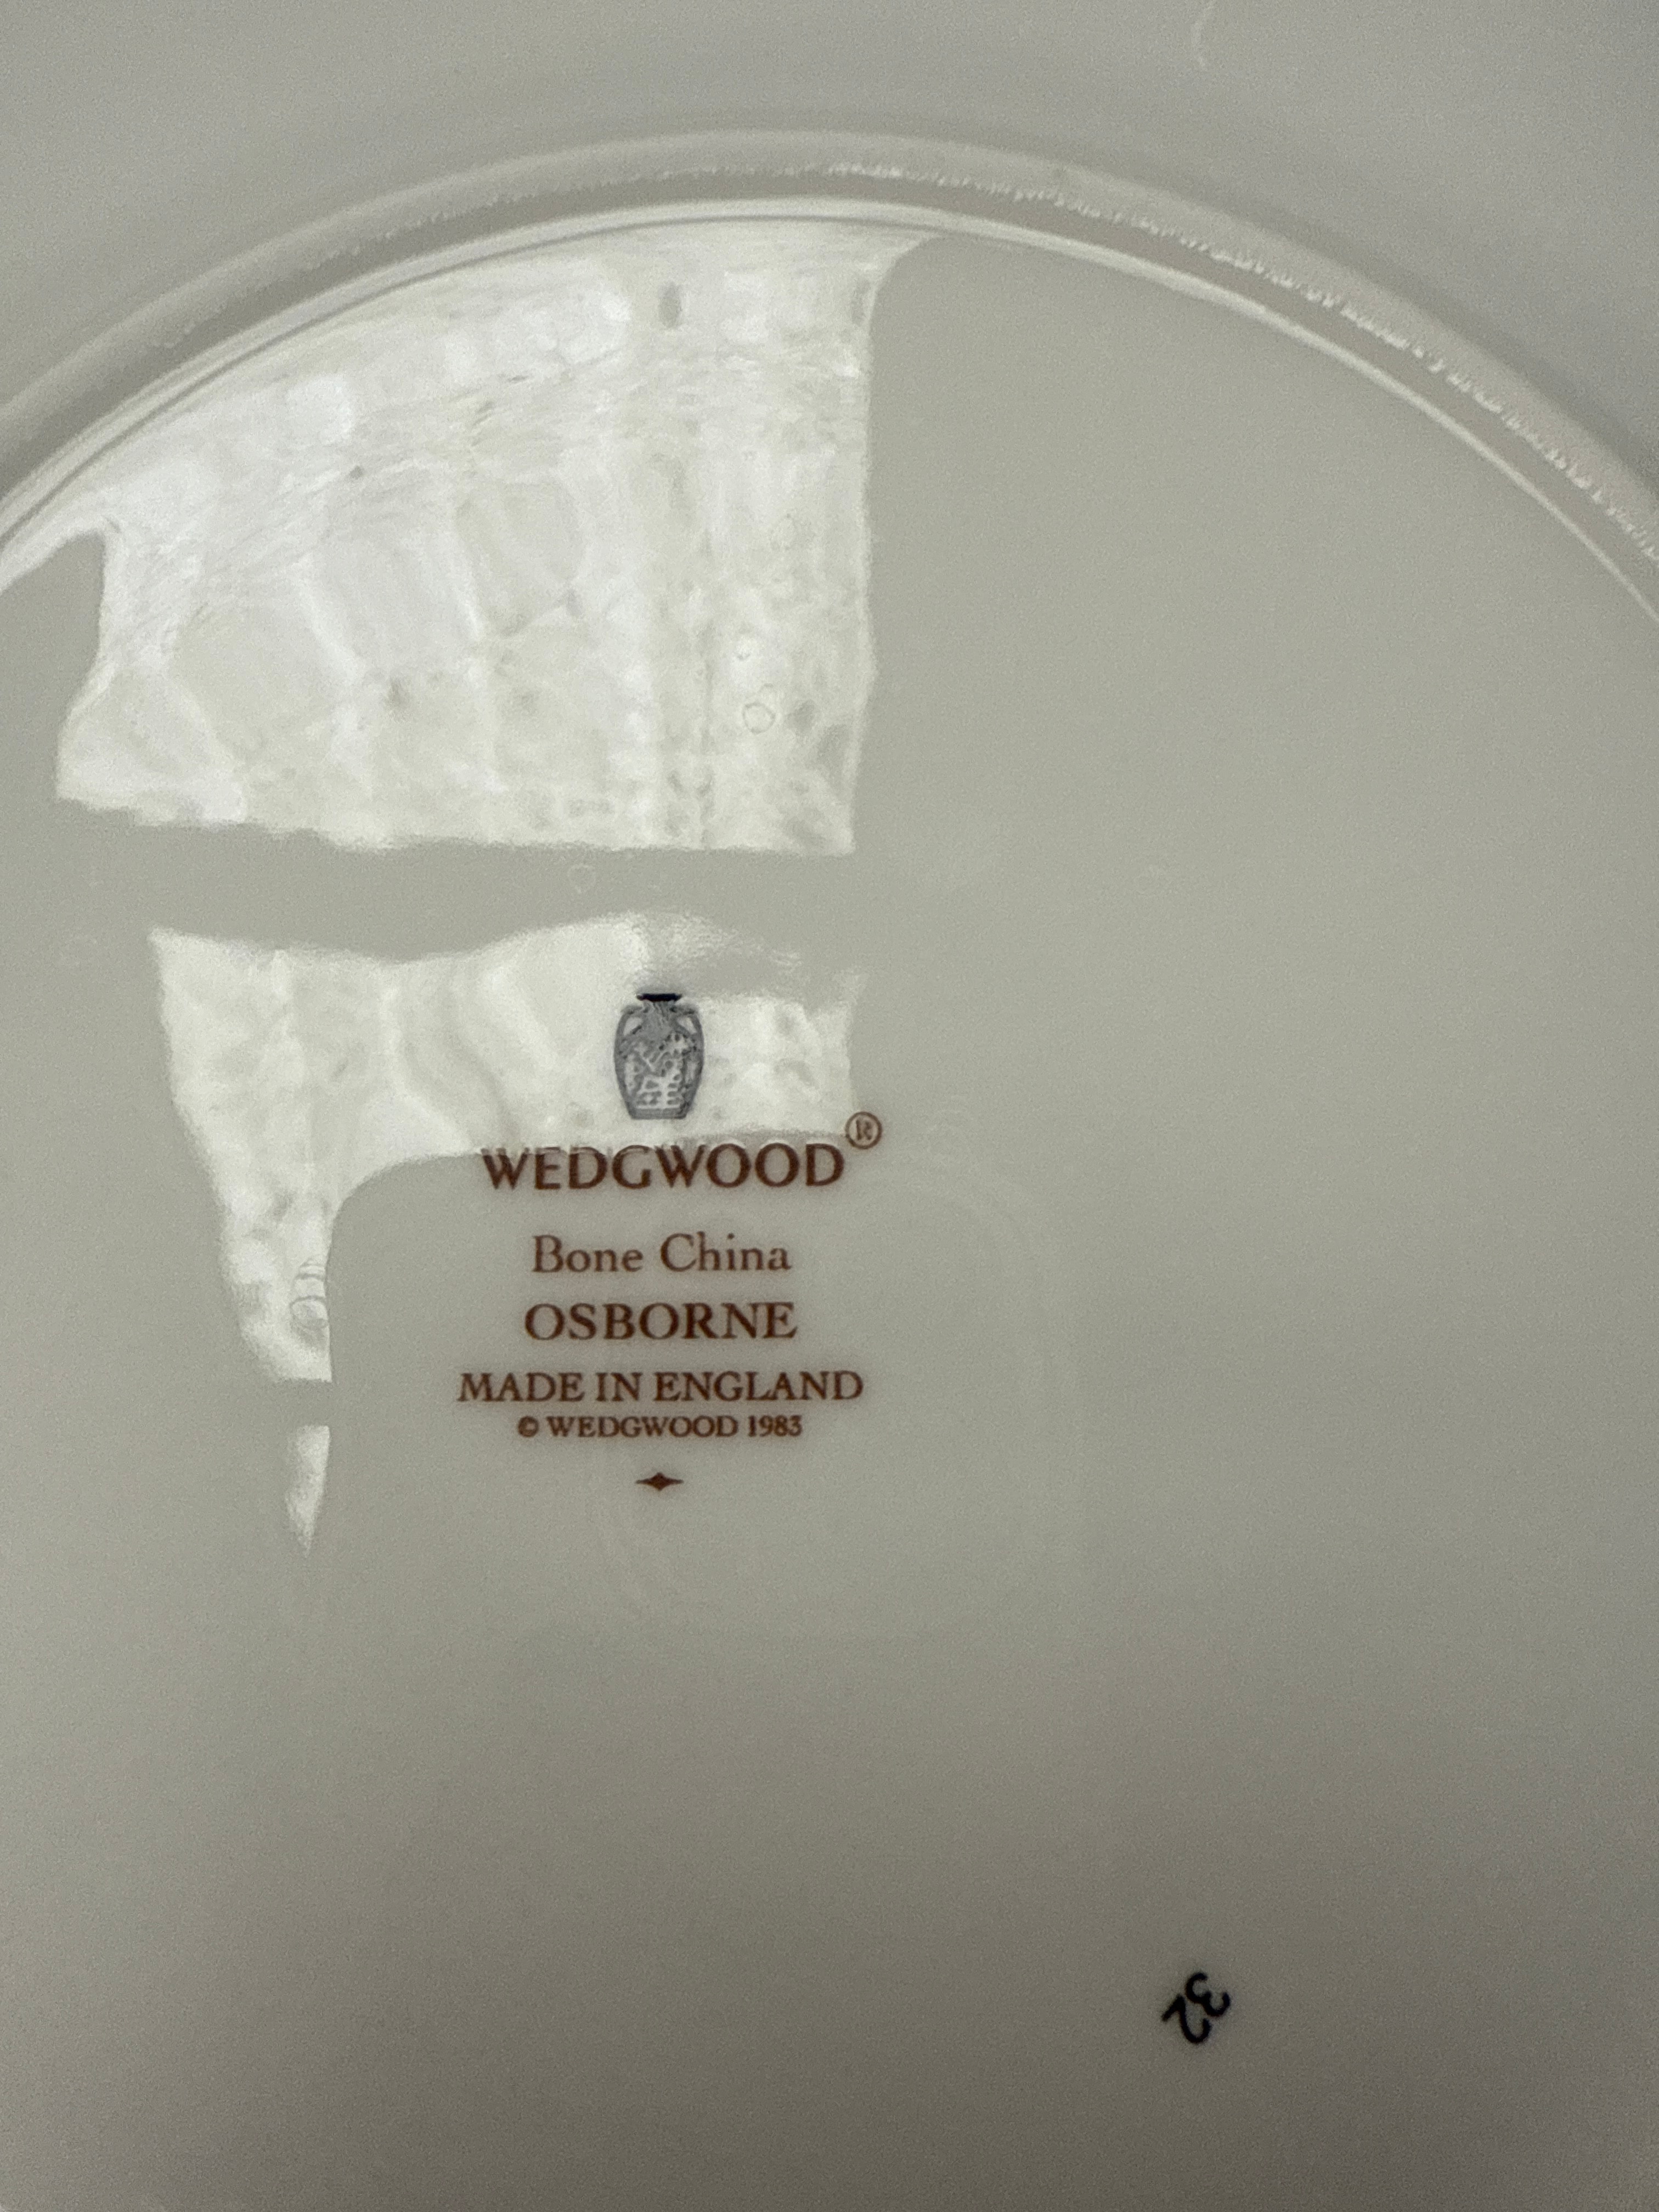 WEDGWOOD®
Bone China
OSBORNE
MADE IN ENGLAND
© WEDGWOOD 1983
32